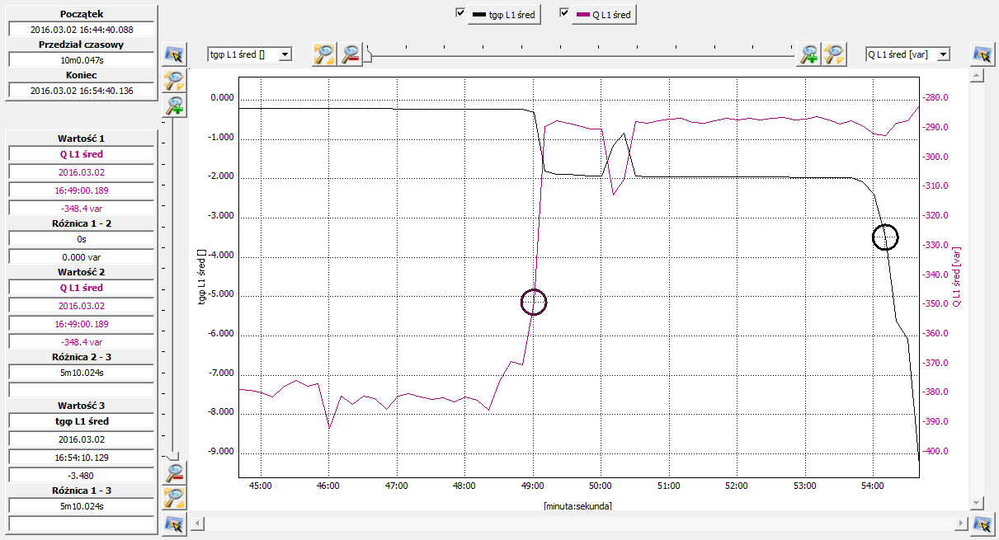 Początek
2016.03.02 16:44:40.088
Przedział czasowy
10m0.047s
Koniec
2016.03.02 16:54:40.136
Wartość 1
Q L1 śred
2016.03.02
16:49:00.189
-348.4 var
Różnica 1 - 2
0s
0.000 var
Wartość 2
Q L1 śred
2016.03.02
16:49:00.189
-348.4 var
Różnica 2 - 3
5m10.024s
Wartość 3
tgφ L1 śred
2016.03.02
16:54:10.129
-3.480
Różnica 1 - 3
5m10.024s
tgφ L1 śred
Q L1 śred
tgφ L1 śred []
Q L1 śred [var]
tgφ L1 śred []
0.000
-1.000
-2.000
-3.000
-4.000
-5.000
-6.000
-7.000
-8.000
-9.000
-280.0
-290.0
-300.0
-310.0
-320.0
-330.0
-340.0
-350.0
-360.0
-370.0
-380.0
-390.0
-400.0
Q L1 śred [var]
45:00
46:00
47:00
48:00
49:00
50:00
51:00
52:00
53:00
54:00
[minuta:sekunda]